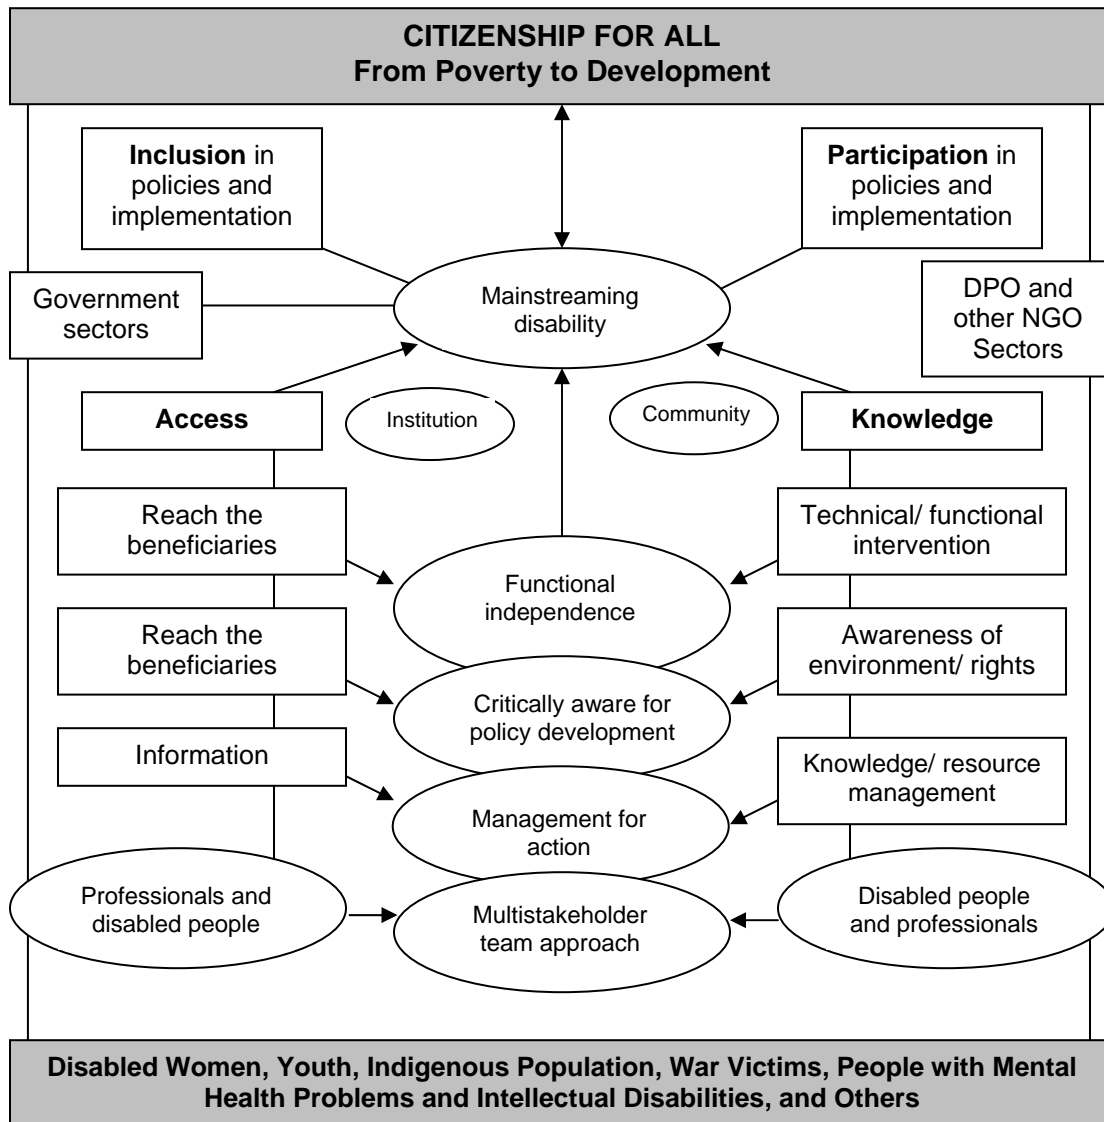 CITIZENSHIP FOR ALL
From Poverty to Development
Inclusion in
policies and
implementation
Participation in
policies and
implementation
Government
sectors
Mainstreaming
disability
DPO and
other NGO
Sectors
Access
Institution
Community
Knowledge
Reach the
beneficiaries
Functional
independence
Technical/ functional
intervention
Reach the
beneficiaries
Critically aware for
policy development
Awareness of
environment/ rights
Information
Management for
action
Knowledge/ resource
management
Professionals and
disabled people
Multistakeholder
team approach
Disabled people
and professionals
Disabled Women, Youth, Indigenous Population, War Victims, People with Mental
Health Problems and Intellectual Disabilities, and Others